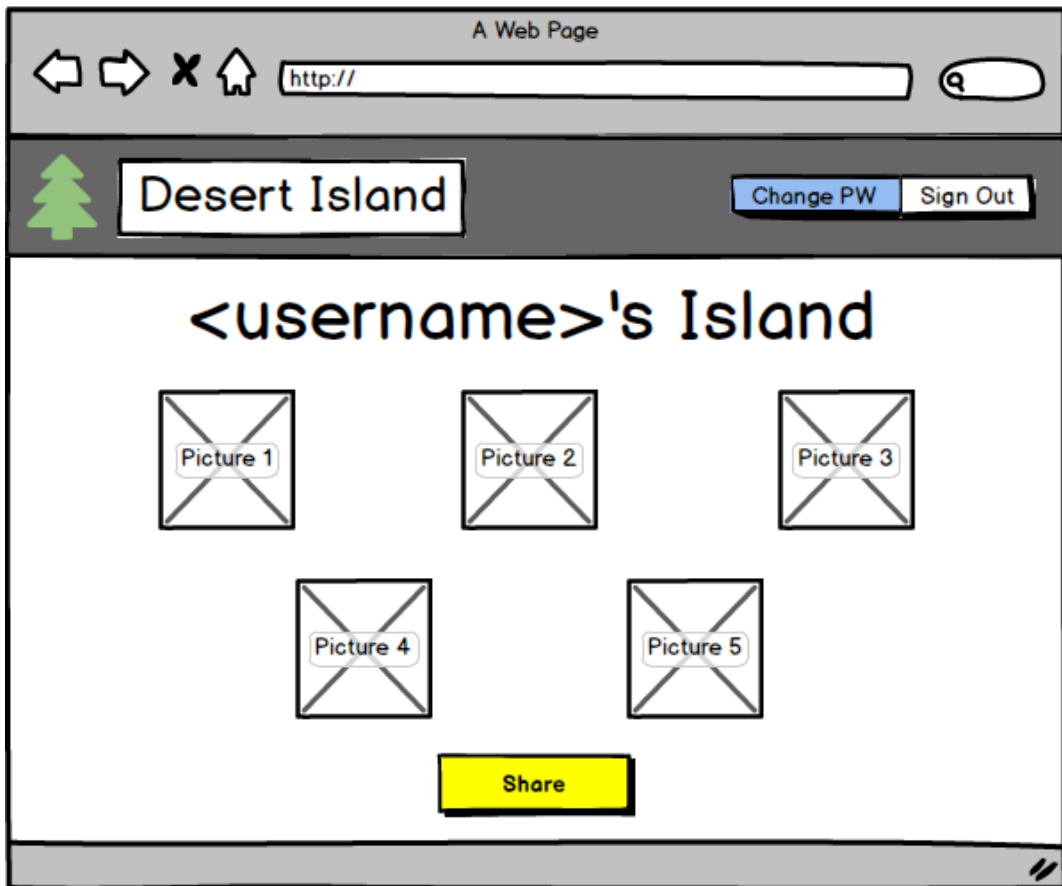 A Web Page
http://
Desert Island
Change PW Sign Out
<username>'s Island
Picture 1 Picture 2 Picture 3
Picture 4 Picture 5
Share